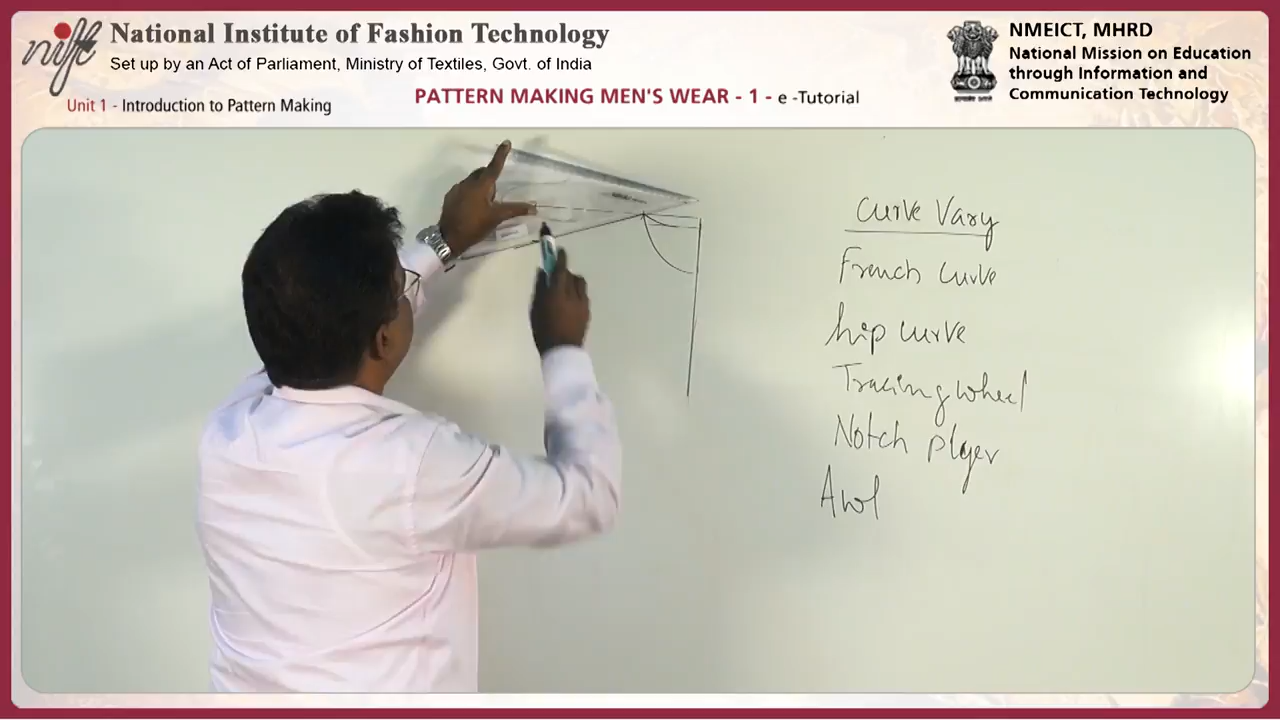 nift
National Institute of Fashion Technology
Set up by an Act of Parliament, Ministry of Textiles, Govt. of India
Unit 1 - Introduction to Pattern Making
PATTERN MAKING MEN'S WEAR - 1 - e -Tutorial
NMEICT, MHRD
National Mission on Education
through Information and
Communication Technology
Curve Vary
French curve
hip curve
Tracing wheel
Notch plyer
Awl